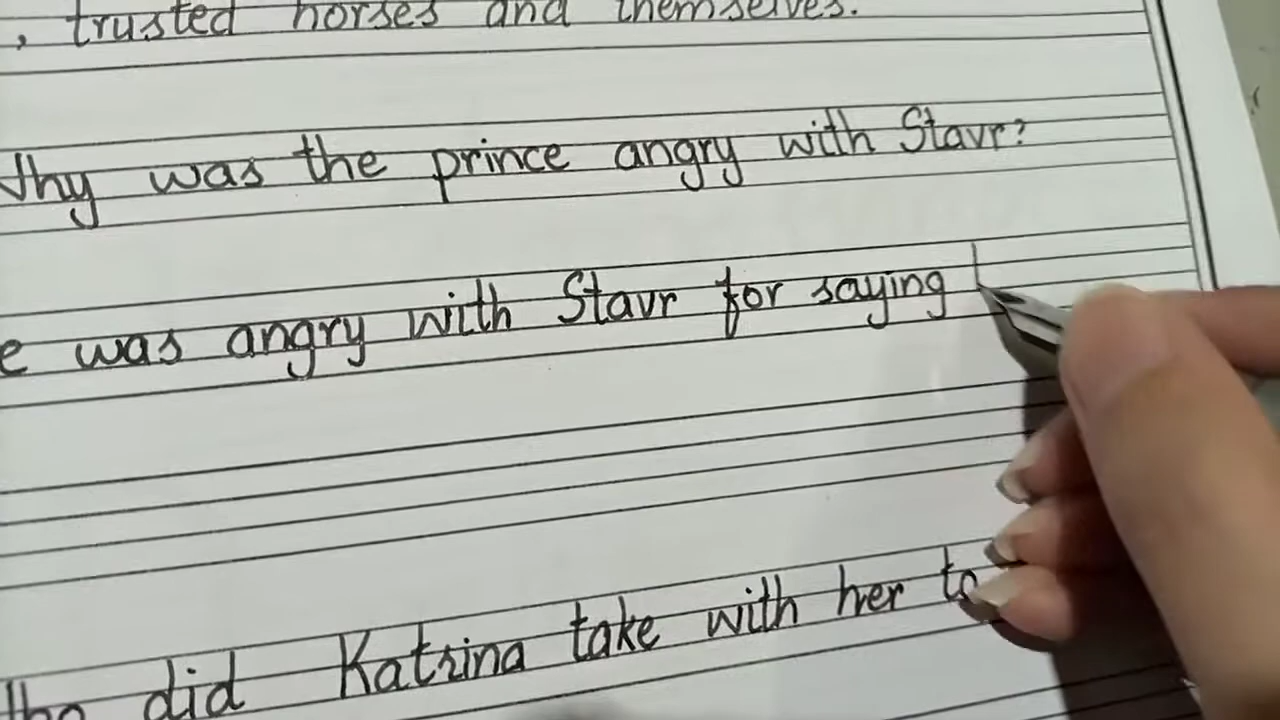 , trusted horses and themselves.
Why was the prince angry with Stavr?
e was angry with Stavr for saying
did Katrina take with her to